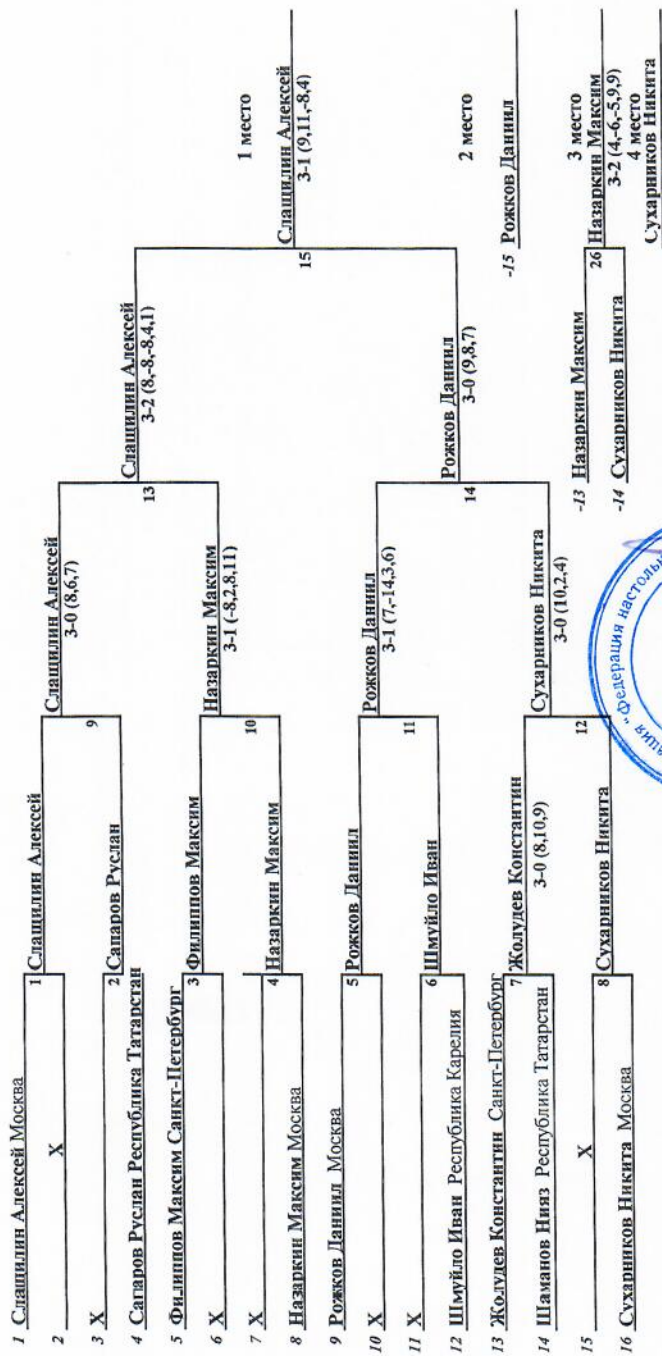 1 Слащилин Алексей Москва
2 X
3 X
4 Сапаров Руслан Республика Татарстан
5 Филиппов Максим Санкт-Петербург
6 X
7 X
8 Назаркин Максим Москва
9 Рожков Даниил Москва
10 X
11 X
12 Шмуйло Иван Республика Карелия
13 Жолудев Константин Санкт-Петербург
14 Шаманов Нияз Республика Татарстан
15 X
16 Сухарников Никита Москва
1 Слащилин Алексей
2 Сапаров Руслан
3 Филиппов Максим
4 Назаркин Максим
5 Рожков Даниил
6 Шмуйло Иван
7 Жолудев Константин
3-0 (8,10,9)
8 Сухарников Никита
Слащилин Алексей
9 3-0 (8,6,7)
Назаркин Максим
10 3-1 (-8,2,8,11)
Рожков Даниил
11 3-1 (7,-14,3,6)
Сухарников Никита
12 3-0 (10,2,4)
Слащилин Алексей
13 3-2 (8,-8,-8,4,1)
Рожков Даниил
14 3-0 (9,8,7)
-13 Назаркин Максим
-14 Сухарников Никита
1 место
Слащилин Алексей
15 3-1 (9,11,-8,4)
2 место
-15 Рожков Даниил
3 место
Назаркин Максим
26 3-2 (4,-6,-5,9,9)
4 место
Сухарников Никита
"Федерация настоль